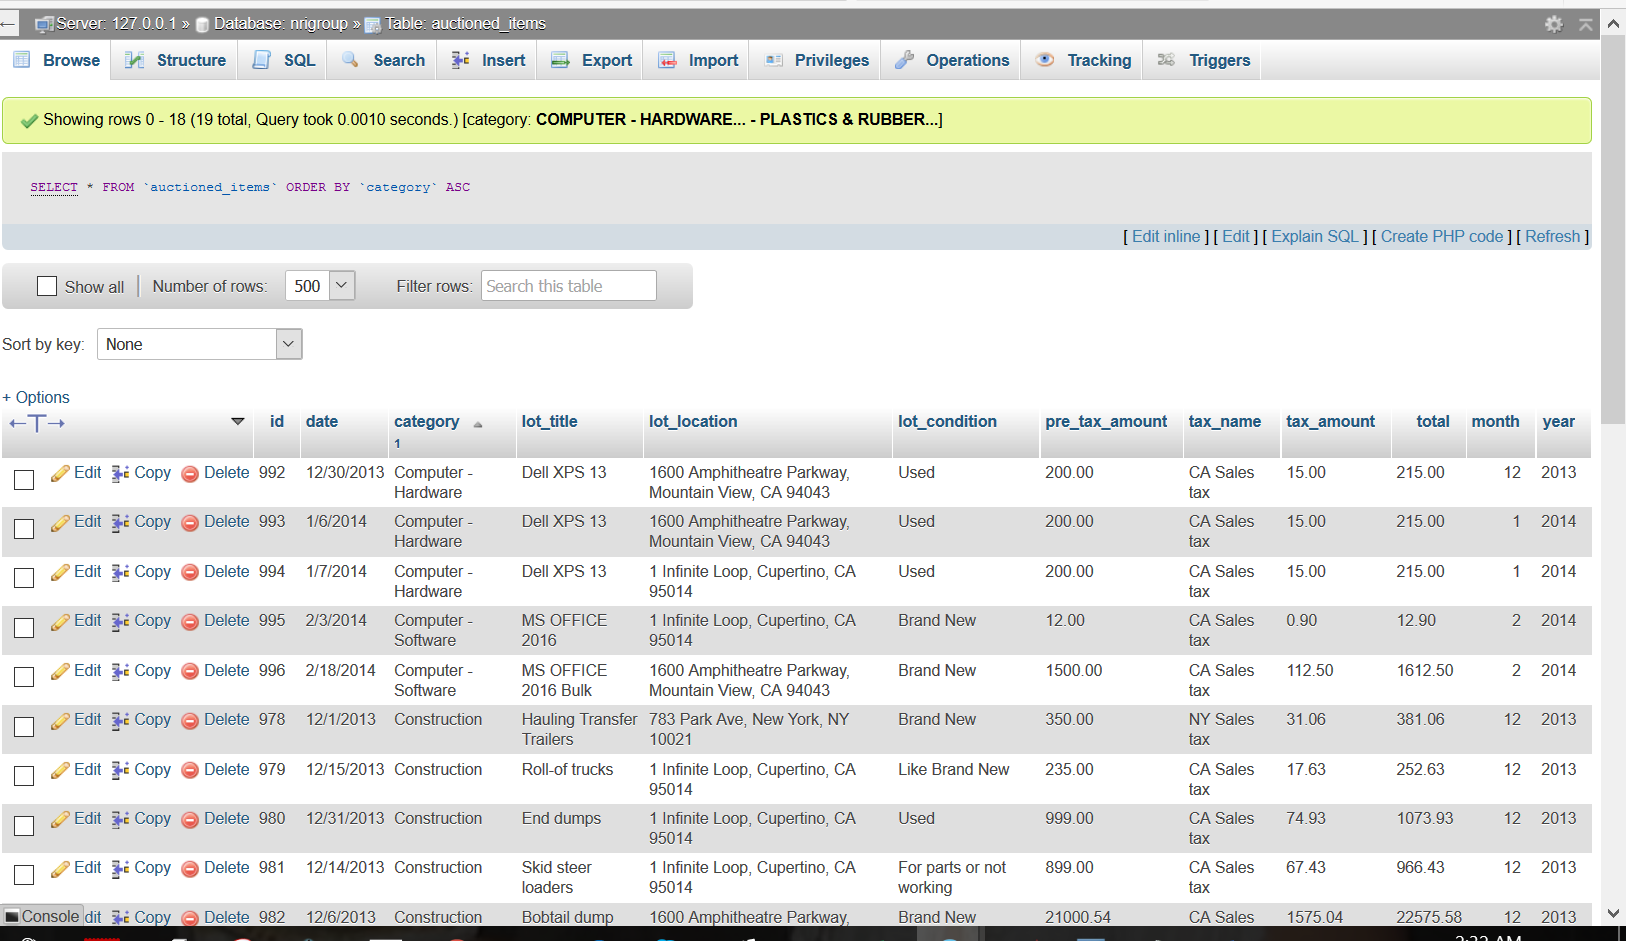 Server: 127.0.0.1 » Database: nrigroup » Table: auctioned_items
Browse Structure SQL Search Insert Export Import Privileges Operations Tracking Triggers
Showing rows 0 - 18 (19 total, Query took 0.0010 seconds.) [category: COMPUTER - HARDWARE... - PLASTICS & RUBBER...]
SELECT * FROM `auctioned_items` ORDER BY `category` ASC
[ Edit inline ] [ Edit ] [ Explain SQL ] [ Create PHP code ] [ Refresh ]
Show all Number of rows: 500 Filter rows: Search this table
Sort by key: None
+ Options
id date category lot_title lot_location lot_condition pre_tax_amount tax_name tax_amount total month year
1
Edit Copy Delete 992 12/30/2013 Computer - Dell XPS 13 1600 Amphitheatre Parkway, Used 200.00 CA Sales 15.00 215.00 12 2013
Hardware Mountain View, CA 94043 tax
Edit Copy Delete 993 1/6/2014 Computer - Dell XPS 13 1600 Amphitheatre Parkway, Used 200.00 CA Sales 15.00 215.00 1 2014
Hardware Mountain View, CA 94043 tax
Edit Copy Delete 994 1/7/2014 Computer - Dell XPS 13 1 Infinite Loop, Cupertino, CA Used 200.00 CA Sales 15.00 215.00 1 2014
Hardware 95014 tax
Edit Copy Delete 995 2/3/2014 Computer - MS OFFICE 1 Infinite Loop, Cupertino, CA Brand New 12.00 CA Sales 0.90 12.90 2 2014
Software 2016 95014 tax
Edit Copy Delete 996 2/18/2014 Computer - MS OFFICE 1600 Amphitheatre Parkway, Brand New 1500.00 CA Sales 112.50 1612.50 2 2014
Software 2016 Bulk Mountain View, CA 94043 tax
Edit Copy Delete 978 12/1/2013 Construction Hauling Transfer 783 Park Ave, New York, NY Brand New 350.00 NY Sales 31.06 381.06 12 2013
Trailers 10021 tax
Edit Copy Delete 979 12/15/2013 Construction Roll-of trucks 1 Infinite Loop, Cupertino, CA Like Brand New 235.00 CA Sales 17.63 252.63 12 2013
95014 tax
Edit Copy Delete 980 12/31/2013 Construction End dumps 1 Infinite Loop, Cupertino, CA Used 999.00 CA Sales 74.93 1073.93 12 2013
95014 tax
Edit Copy Delete 981 12/14/2013 Construction Skid steer 1 Infinite Loop, Cupertino, CA For parts or not 899.00 CA Sales 67.43 966.43 12 2013
loaders 95014 working tax
Console dit Copy Delete 982 12/6/2013 Construction Bobtail dump 1600 Amphitheatre Parkway, Brand New 21000.54 CA Sales 1575.04 22575.58 12 2013